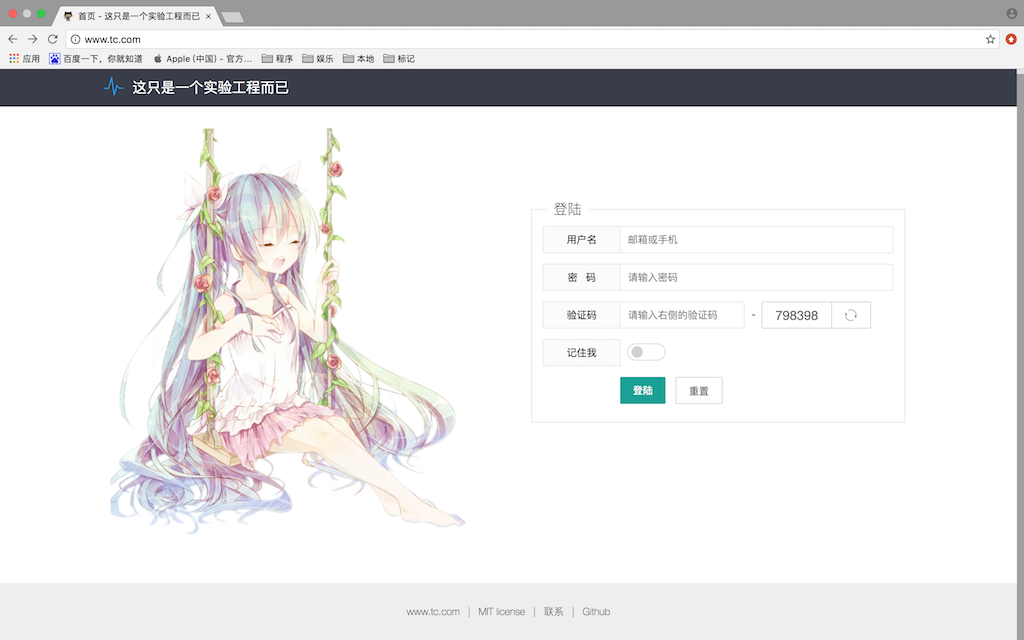 首页 - 这只是一个实验工程而已
www.tc.com
应用 百度一下，你就知道 Apple (中国) - 官方... 程序 娱乐 本地 标记
这只是一个实验工程而已
登陆
用户名 邮箱或手机
密 码 请输入密码
验证码 请输入右侧的验证码 - 798398
记住我
登陆 重置
www.tc.com | MIT license | 联系 | Github